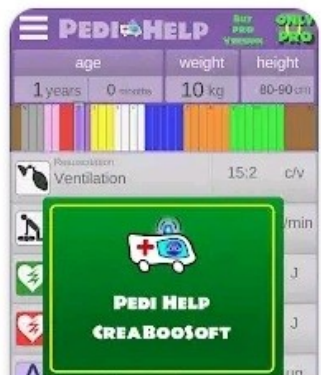 PEDI HELP
BUY
PRO
VERSION
ONLY
PRO
age weight height
1 years 0 months 10 kg 80-90 cm
Resuscitation
Ventilation 15:2 c/v
/min
J
J
PEDI HELP
CREABOOSOFT
ug